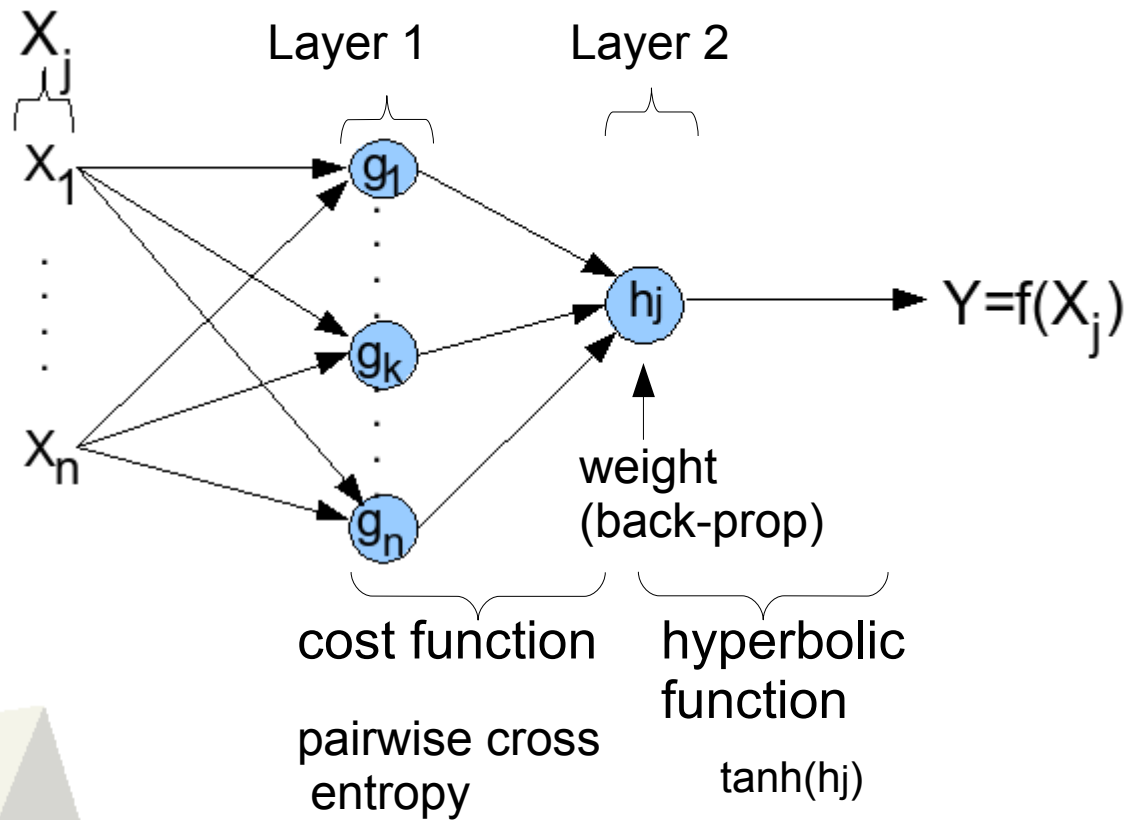 Xj
Layer 1
Layer 2
X1
g1
gk
hj
Y=f(Xj)
Xn
gn
weight
(back-prop)
cost function
hyperbolic
function
pairwise cross
entropy
tanh(hj)